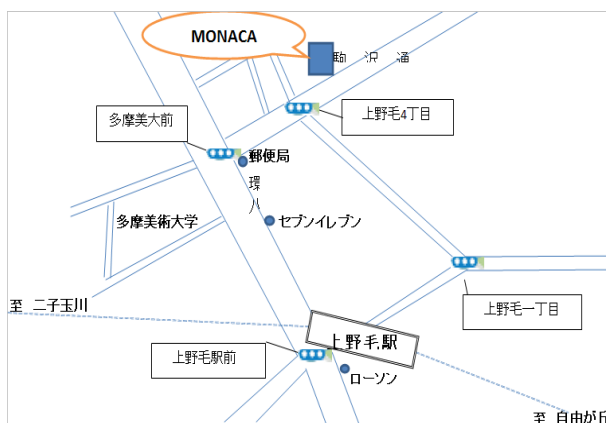 MONACA
駒沢通
多摩美大前
上野毛4丁目
郵便局
環八
多摩美術大学
セブンイレブン
至 二子玉川
上野毛一丁目
上野毛駅
上野毛駅前
ローソン
至 自由が丘